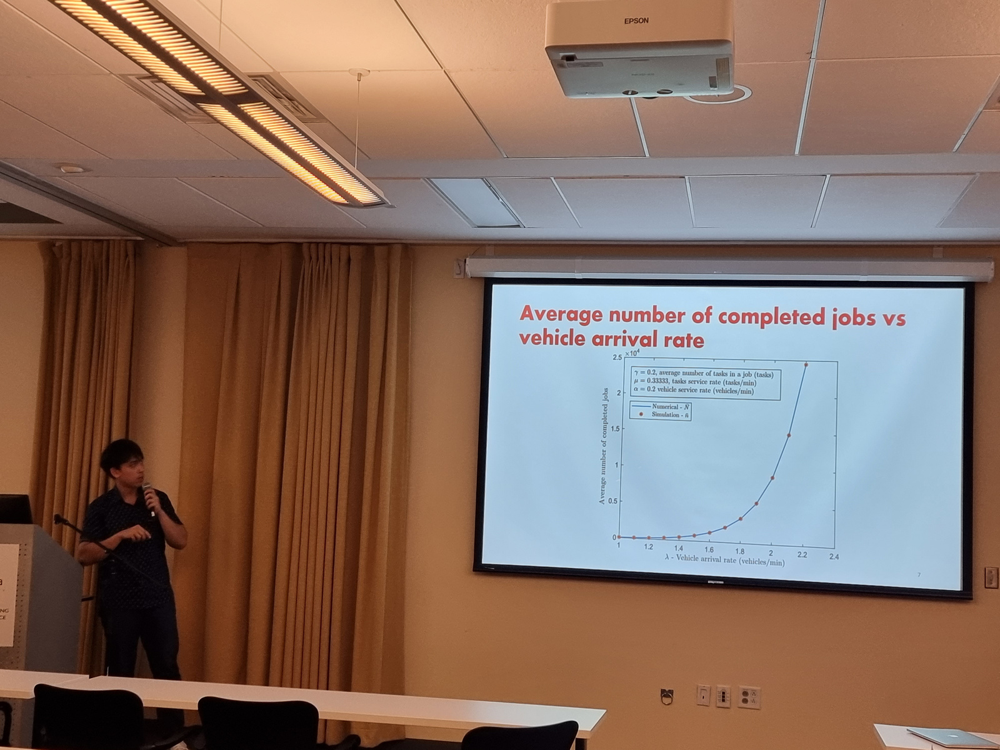 EPSON
Average number of completed jobs vs
vehicle arrival rate
×10⁴
2.5
2
1.5
1
0.5
0
Average number of completed jobs
γ = 0.2, average number of tasks in a job (tasks)
μ = 0.33333, tasks service rate (tasks/min)
α = 0.2 vehicle service rate (vehicles/min)
Numerical - N̄
Simulation - n̄
1 1.2 1.4 1.6 1.8 2 2.2 2.4
λ - Vehicle arrival rate (vehicles/min)
7
a
NG
CE